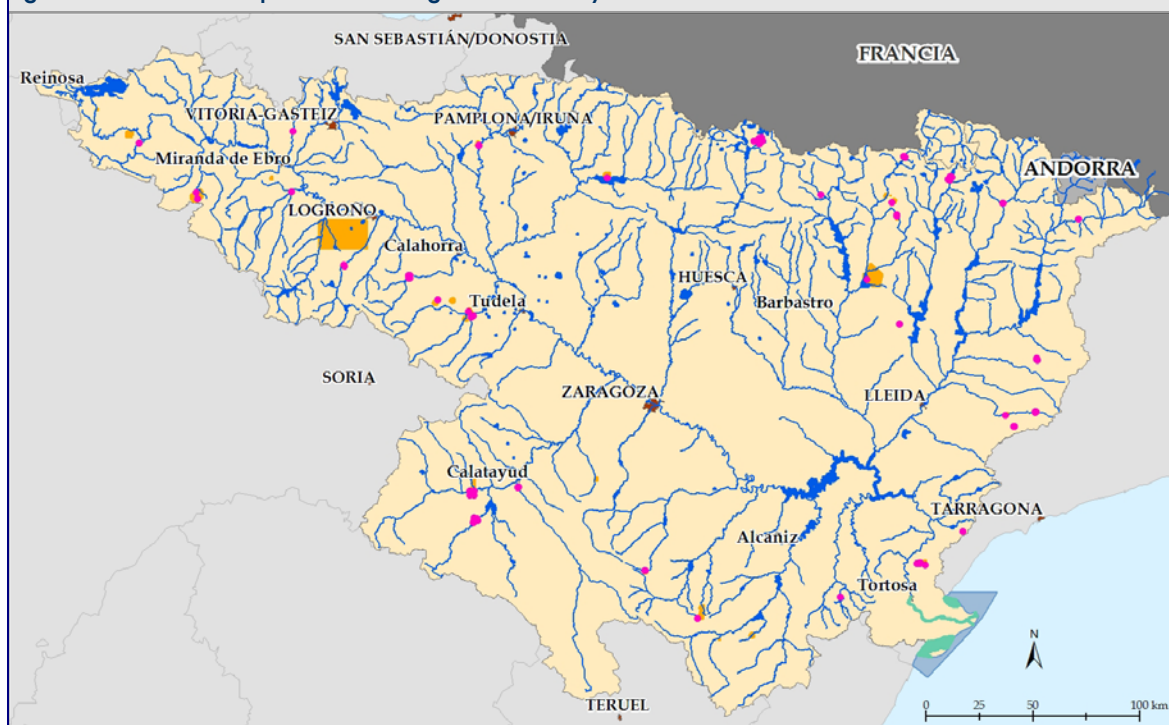 SAN SEBASTIÁN/DONOSTIA
FRANCIA
Reinosa
VITORIA-GASTEIZ
PAMPLONA/IRUÑA
Miranda de Ebro
ANDORRA
LOGROÑO
Calahorra
HUESCA
Barbastro
Tudela
SORIA
ZARAGOZA
LLEIDA
Calatayud
TARRAGONA
Alcañiz
Tortosa
N
TERUEL
0 25 50 100 km